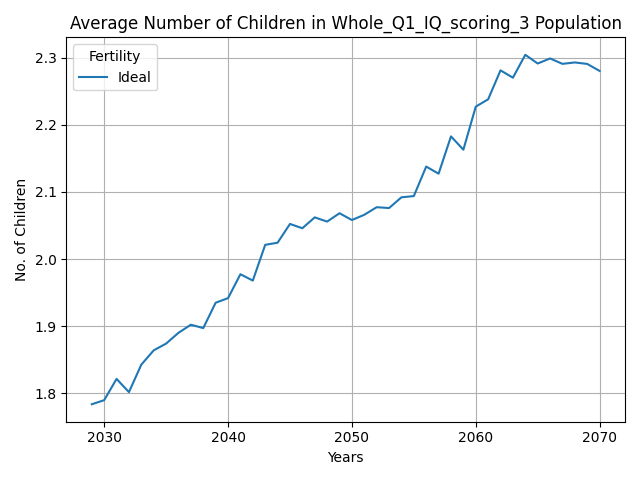 Average Number of Children in Whole_Q1_IQ_scoring_3 Population
Fertility
Ideal
No. of Children
2.3
2.2
2.1
2.0
1.9
1.8
2030 2040 2050 2060 2070
Years